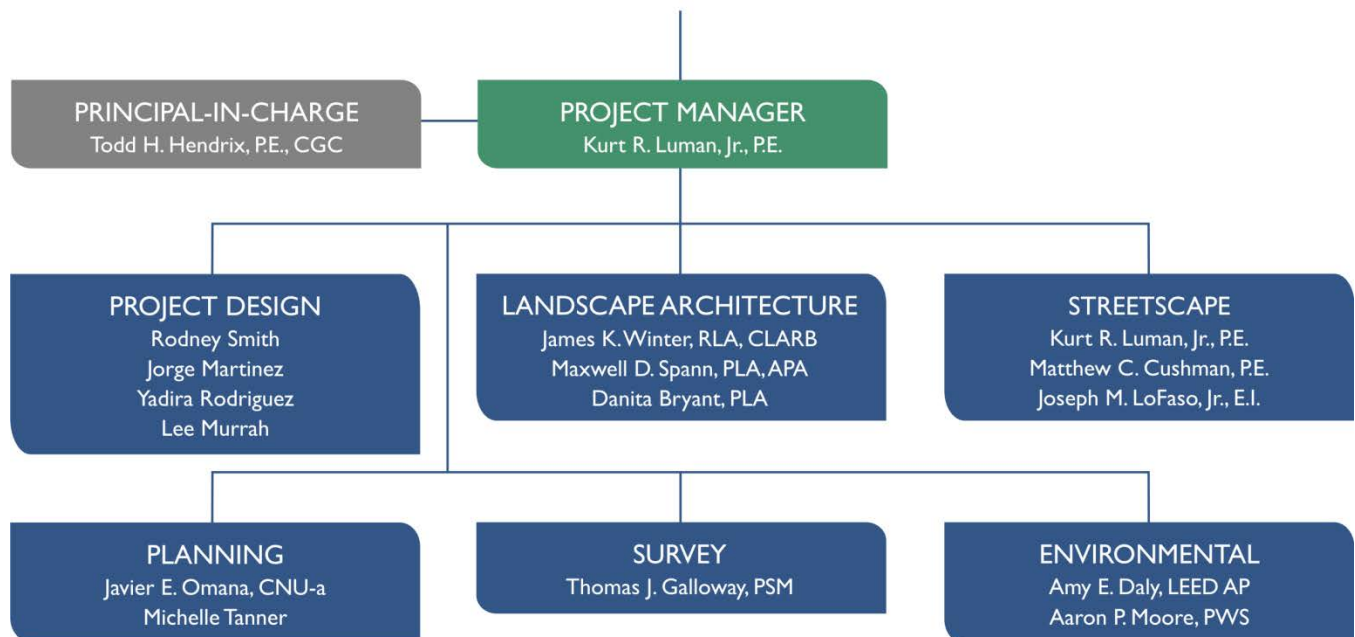 PRINCIPAL-IN-CHARGE
Todd H. Hendrix, P.E., CGC
PROJECT MANAGER
Kurt R. Luman, Jr., P.E.
PROJECT DESIGN
Rodney Smith
Jorge Martinez
Yadira Rodriguez
Lee Murrah
LANDSCAPE ARCHITECTURE
James K. Winter, RLA, CLARB
Maxwell D. Spann, PLA, APA
Danita Bryant, PLA
STREETSCAPE
Kurt R. Luman, Jr., P.E.
Matthew C. Cushman, P.E.
Joseph M. LoFaso, Jr., E.I.
PLANNING
Javier E. Omana, CNU-a
Michelle Tanner
SURVEY
Thomas J. Galloway, PSM
ENVIRONMENTAL
Amy E. Daly, LEED AP
Aaron P. Moore, PWS